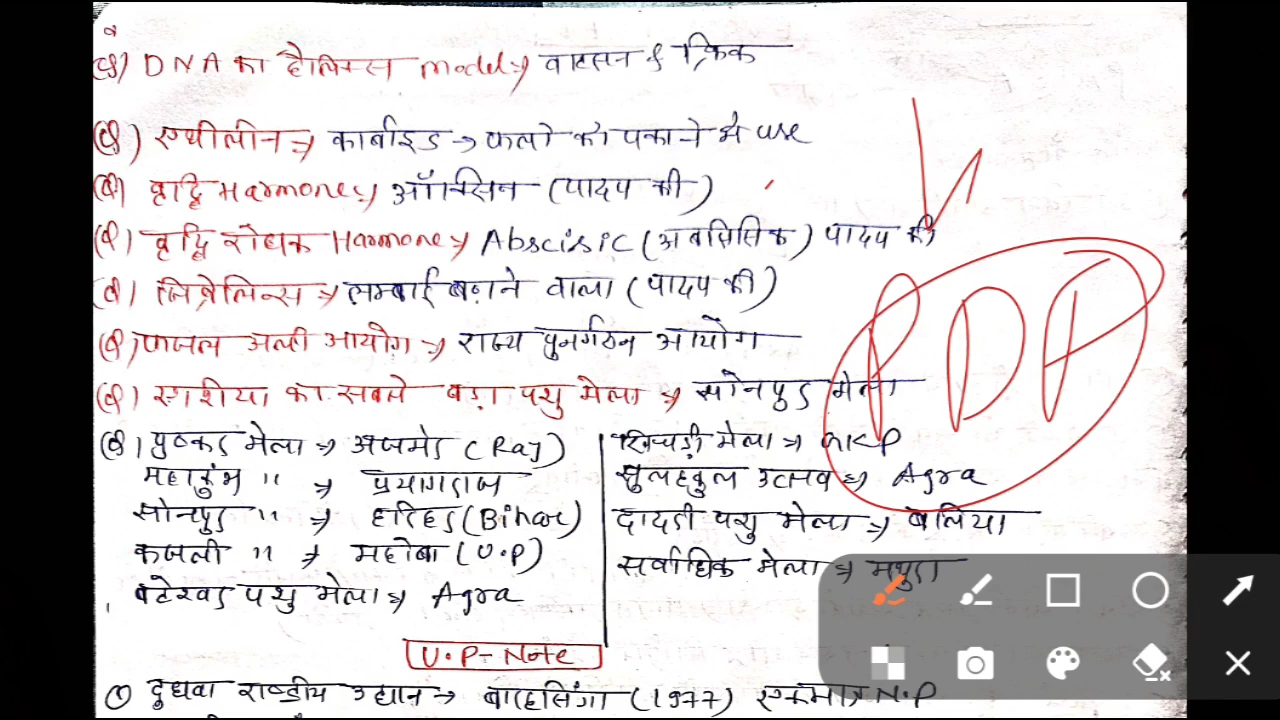 Q) DNA का हैलिक्स model → वाटसन & क्रिक
Q) एथीलीन → कार्बाइड → फलो को पकाने मे use
Q) वृद्धि Harmone → ऑक्सिन (पादप की)
Q) वृद्धि रोधक Harmone → Abscisic (अबसिसिक) पादप की
Q) जिब्रेलिन्स → लम्बाई बढ़ाने वाला (पादप की)
Q) फजल अली आयोग → राज्य पुनर्गठन आयोग
Q) एशिया का सबसे बड़ा पशु मेला → सोनपुर मेला
PDF
Q) पुष्कर मेला → अजमेर (Raj)
महाकुंभ " → प्रयागराज
सोनपुर " → हरिहर (Bihar)
कजली " → महोबा (U.P)
बटेश्वर पशु मेला → Agra
खिचड़ी मेला → GKP
सुलहकुल उत्सव → Agra
दादरी पशु मेला → बलिया
सर्वाधिक मेला → मथुरा
U.P-Note
① दुधवा राष्ट्रीय उद्यान → बारहसिंगा (1977) एकमात्र N.P